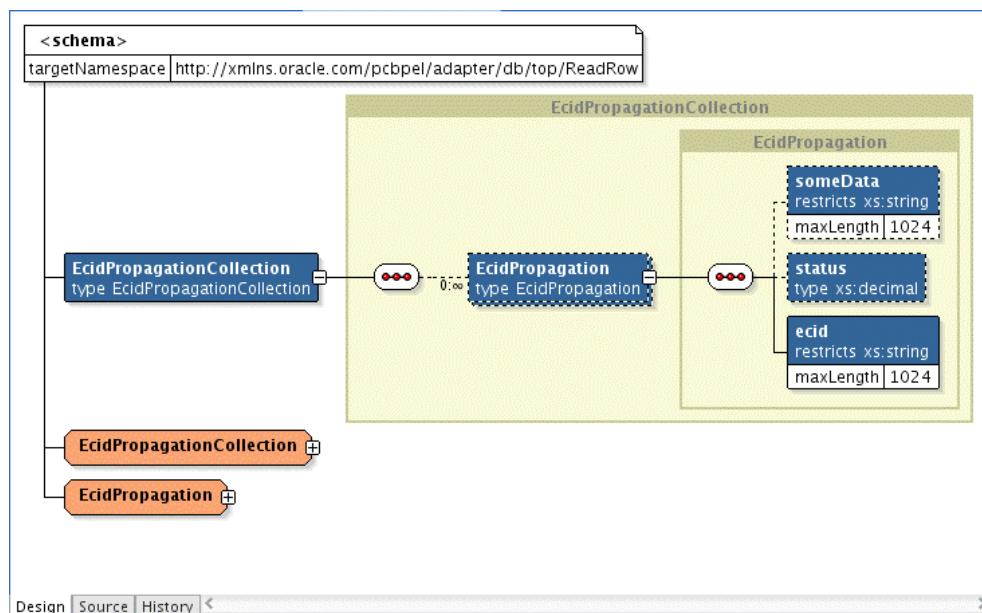 <schema>
targetNamespace http://xmlns.oracle.com/pcbpel/adapter/db/top/ReadRow
EcidPropagationCollection
EcidPropagation
someData
restricts xs:string
maxLength 1024
EcidPropagationCollection
type EcidPropagationCollection
0:∞
EcidPropagation
type EcidPropagation
status
type xs:decimal
ecid
restricts xs:string
maxLength 1024
EcidPropagationCollection
EcidPropagation
Design Source History